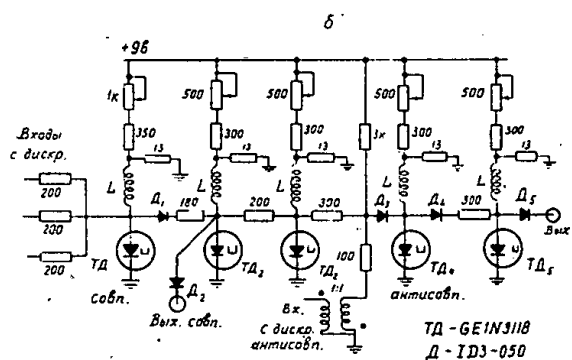 б
+9в
1к
500
500
500
500
350
13
300
13
300
13
3к
300
13
300
13
Входы
с дискр.
200
200
200
L
L
L
L
L
Д₁
180
200
300
Д₃
Д₄
300
Д₅
Вых
ТД
ТД₂
ТД₂
100
ТД₄
ТД₅
Совп.
Д₂
Вых. совп.
Вх.
1:1
с дискр.
антисовп.
антисовп.
ТД - GE1N3118
Д - ID3-050